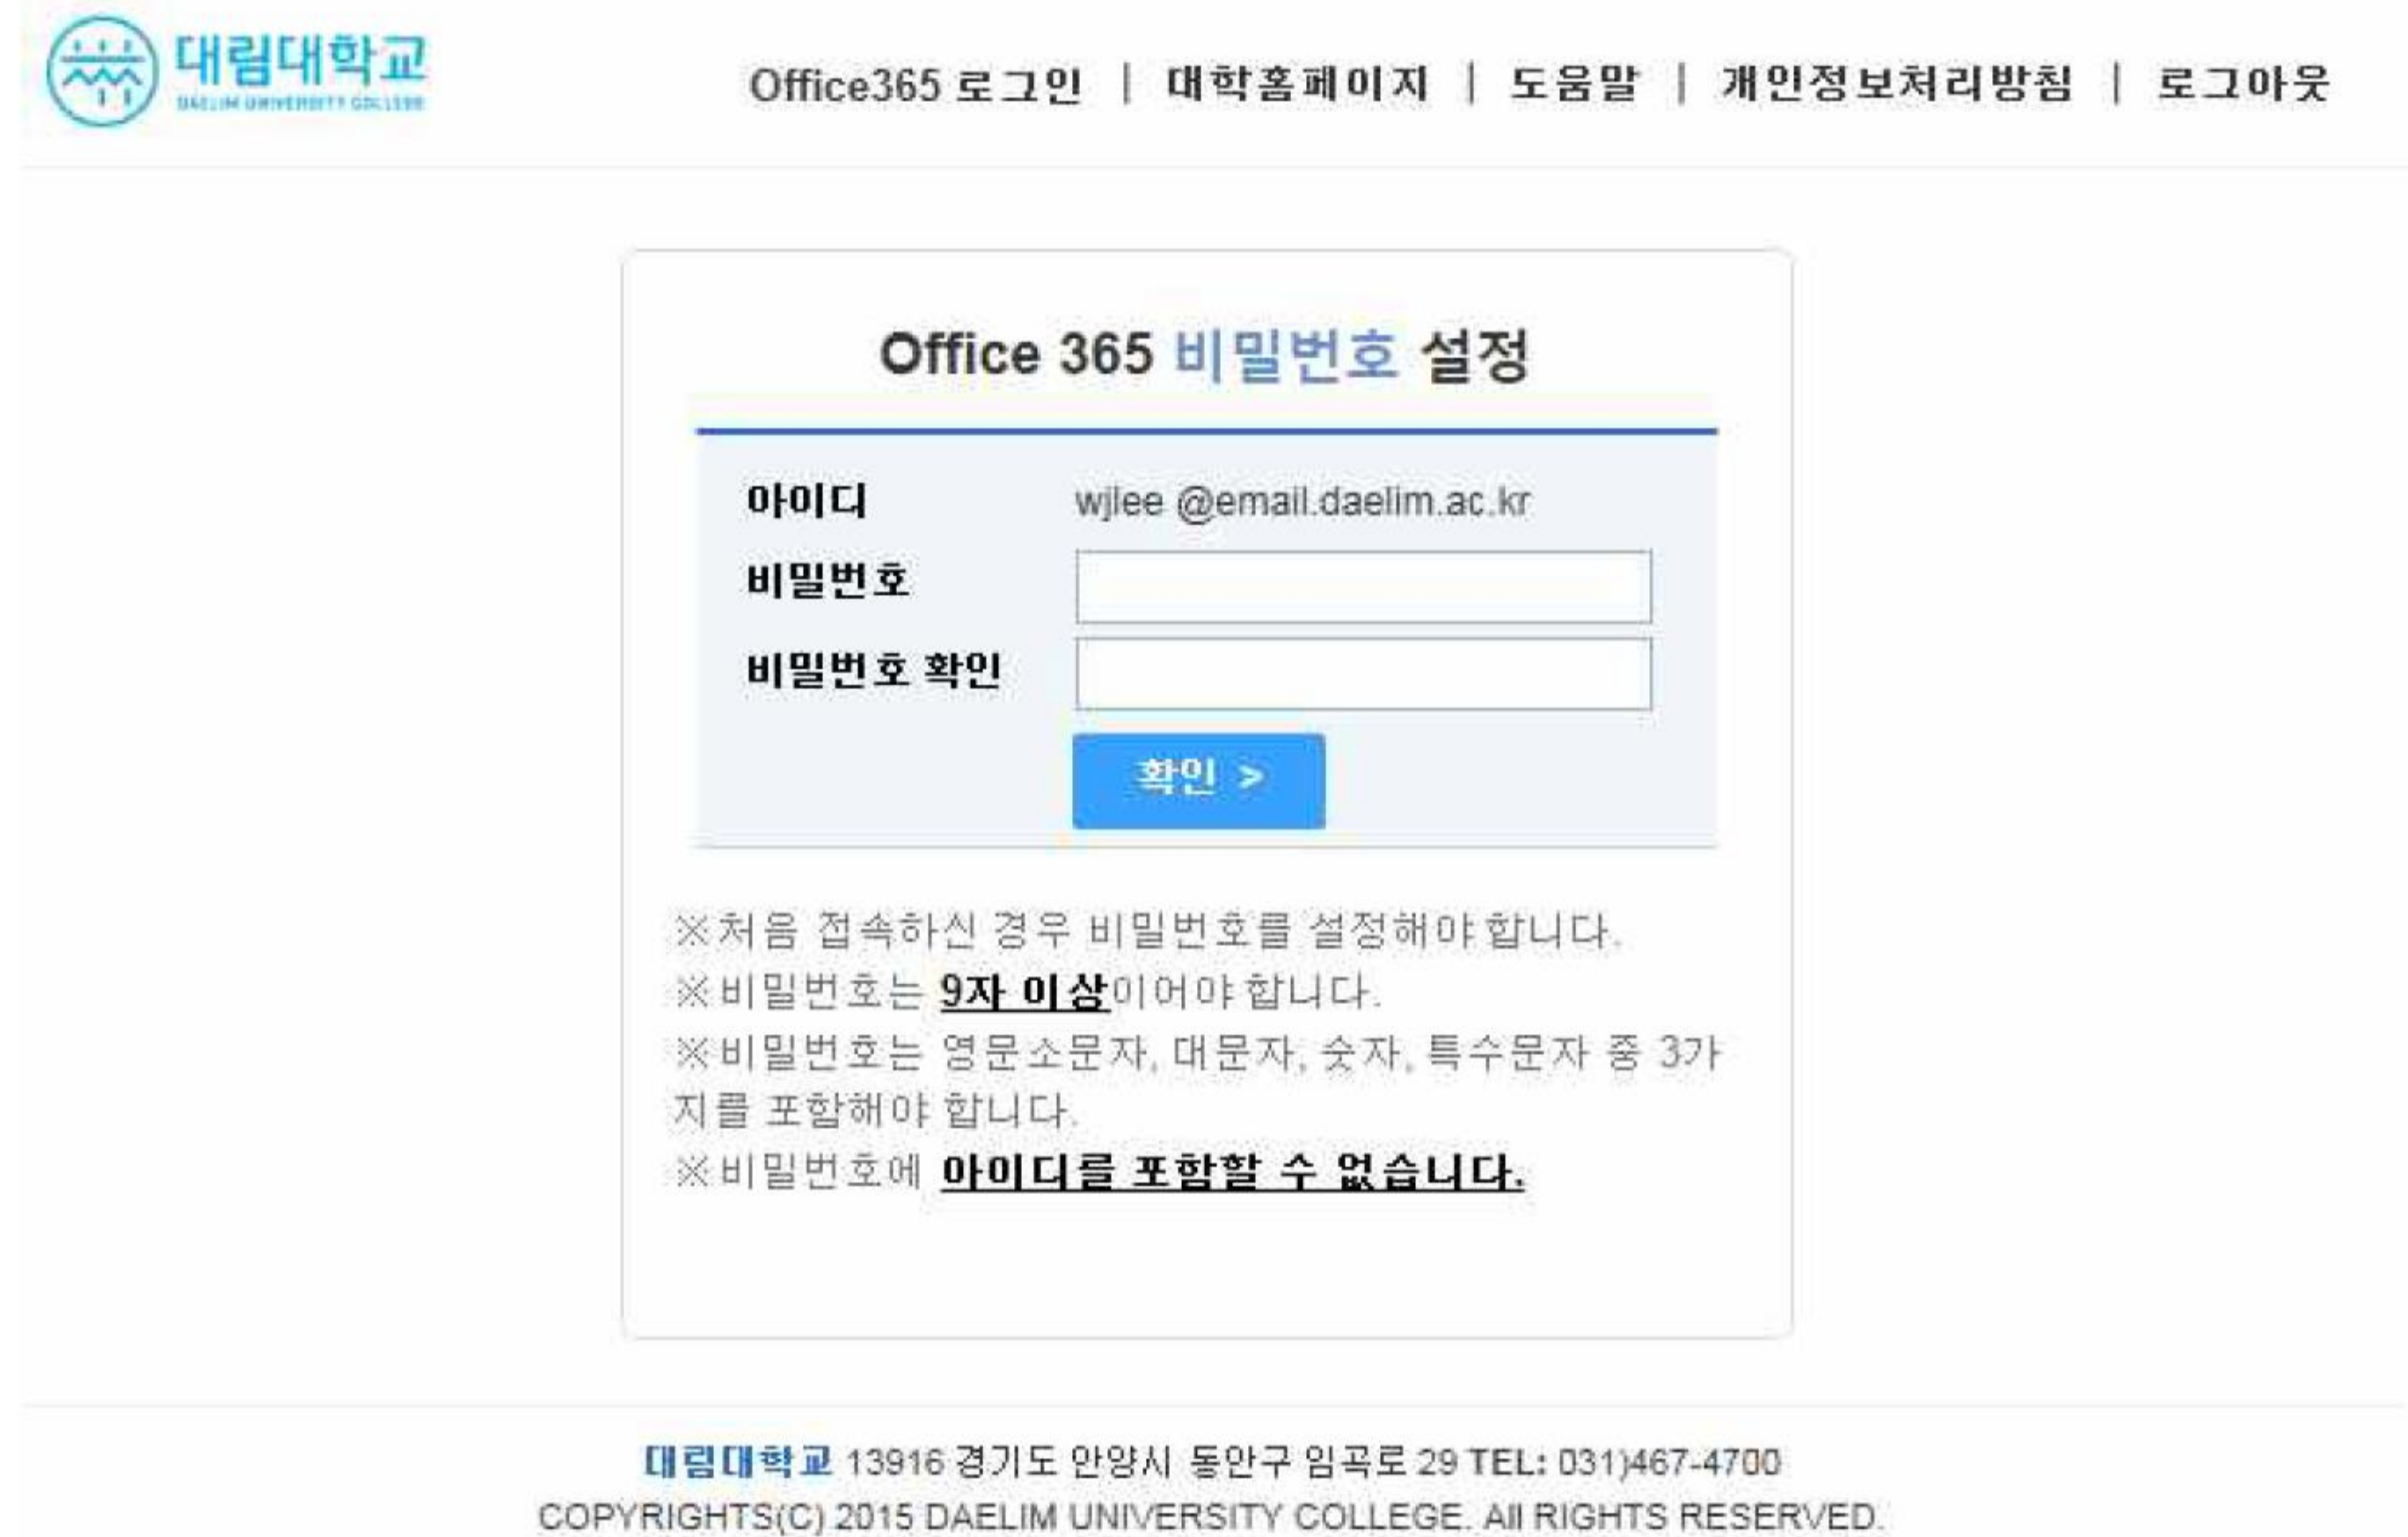 대림대학교
DAELIM UNIVERSITY COLLEGE
Office365 로그인 | 대학홈페이지 | 도움말 | 개인정보처리방침 | 로그아웃
Office 365 비밀번호 설정
아이디 wjlee @email.daelim.ac.kr
비밀번호
비밀번호 확인
확인 >
※처음 접속하신 경우 비밀번호를 설정해야 합니다.
※비밀번호는 9자 이상이어야 합니다.
※비밀번호는 영문소문자, 대문자, 숫자, 특수문자 중 3가
지를 포함해야 합니다.
※비밀번호에 아이디를 포함할 수 없습니다.
대림대학교 13916 경기도 안양시 동안구 임곡로 29 TEL: 031)467-4700
COPYRIGHTS(C) 2015 DAELIM UNIVERSITY COLLEGE. All RIGHTS RESERVED.